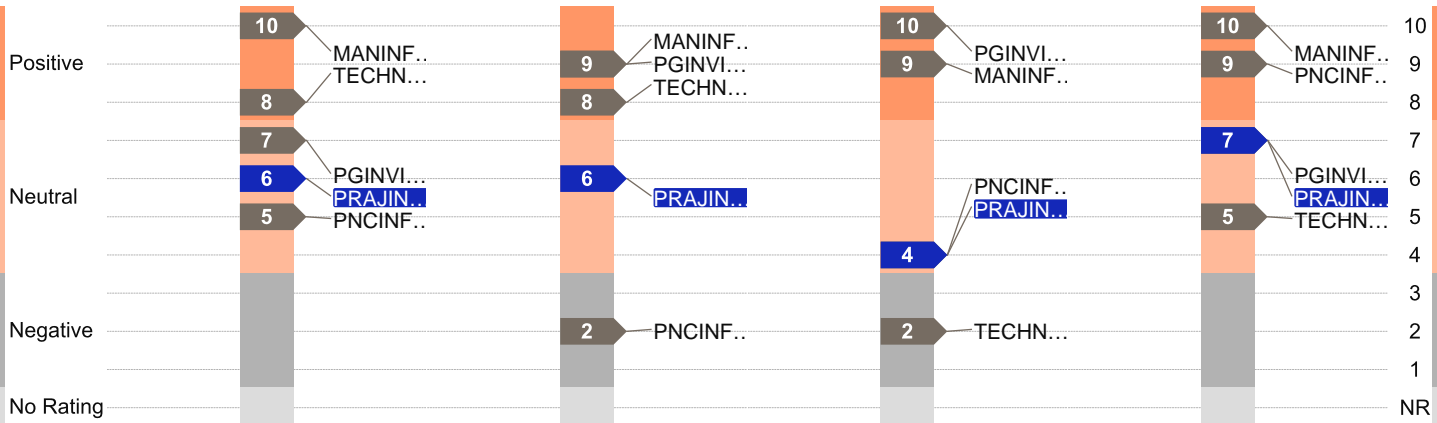 10
MANINF..
TECHN...
8
7
PGINVI...
6
PRAJIN...
5
PNCINF..
MANINF..
9
PGINVI...
TECHN...
8
6
PRAJIN...
2
PNCINF..
10
PGINVI...
9
MANINF..
PNCINF..
PRAJIN...
4
2
TECHN...
10
MANINF..
9
PNCINF..
7
PGINVI...
PRAJIN...
5
TECHN...
Positive
Neutral
Negative
No Rating
10
9
8
7
6
5
4
3
2
1
NR